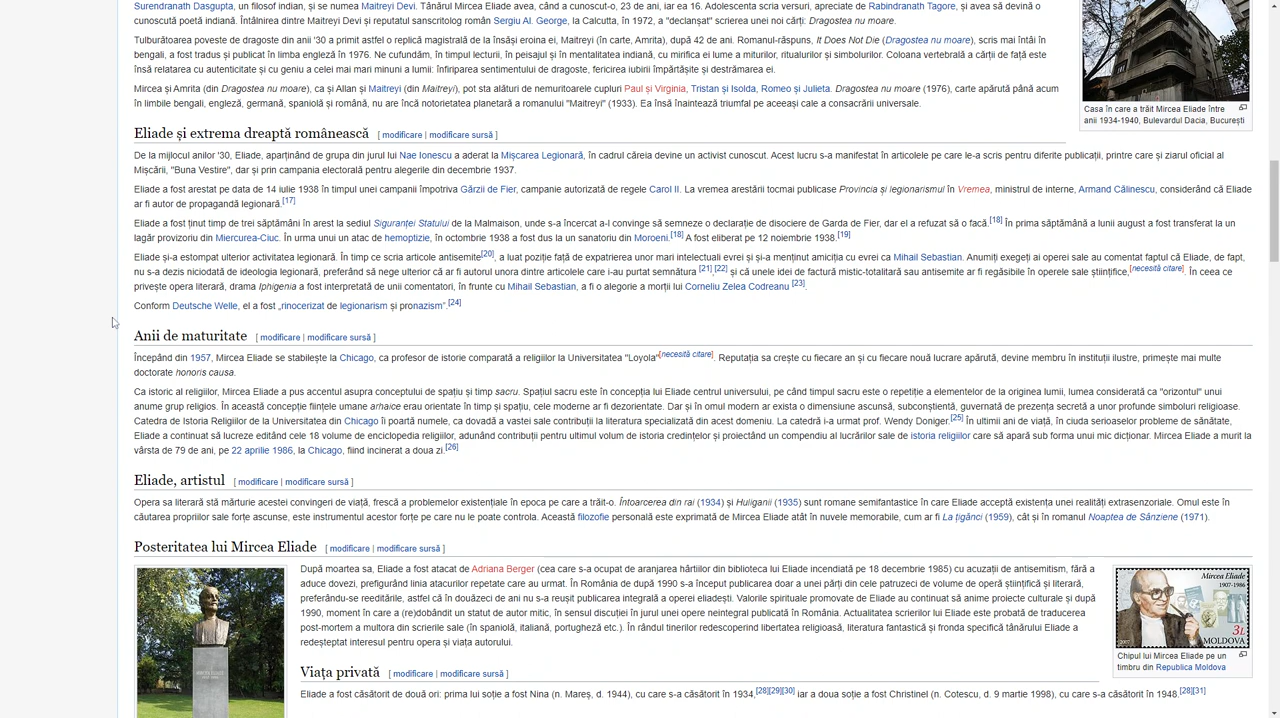 Surendranath Dasgupta, un filosof indian, și se numea Maitreyi Devi. Tânărul Mircea Eliade avea, când a cunoscut-o, 23 de ani, iar ea 16. Adolescenta scria versuri, apreciate de Rabindranath Tagore, și avea să devină o
cunoscută poetă indiană. Întâlnirea dintre Maitreyi Devi și reputatul sanscritolog român Sergiu Al. George, la Calcutta, în 1972, a "declanșat" scrierea unei noi cărți: Dragostea nu moare.
Tulburătoarea poveste de dragoste din anii '30 a primit astfel o replică magistrală de la însăși eroina ei, Maitreyi (în carte, Amrita), după 42 de ani. Romanul-răspuns, It Does Not Die (Dragostea nu moare), scris mai întâi în
bengali, a fost tradus și publicat în limba engleză în 1976. Ne cufundăm, în timpul lecturii, în peisajul și în mentalitatea indiană, cu mirifica ei lume a miturilor, ritualurilor și simbolurilor. Coloana vertebrală a cărții de față este
însă relatarea cu autenticitate și cu geniu a celei mai mari minuni a lumii: înfiriparea sentimentului de dragoste, fericirea iubirii împărtășite și destrămarea ei.
Mircea și Amrita (din Dragostea nu moare), ca și Allan și Maitreyi (din Maitreyi), pot sta alături de nemuritoarele cupluri Paul și Virginia, Tristan și Isolda, Romeo și Julieta. Dragostea nu moare (1976), carte apărută până acum
în limbile bengali, engleză, germană, spaniolă și română, nu are încă notorietatea planetară a romanului "Maitreyi" (1933). Ea însă înaintează triumfal pe aceeași cale a consacrării universale.
Casa în care a trăit Mircea Eliade între
anii 1934-1940, Bulevardul Dacia, București
Eliade și extrema dreaptă românească [ modificare | modificare sursă ]
De la mijlocul anilor '30, Eliade, aparținând de grupa din jurul lui Nae Ionescu a aderat la Mișcarea Legionară, în cadrul căreia devine un activist cunoscut. Acest lucru s-a manifestat în articolele pe care le-a scris pentru diferite publicații, printre care și ziarul oficial al
Mișcării, "Buna Vestire", dar și prin campania electorală pentru alegerile din decembrie 1937.
Eliade a fost arestat pe data de 14 iulie 1938 în timpul unei campanii împotriva Gărzii de Fier, campanie autorizată de regele Carol II. La vremea arestării tocmai publicase Provincia și legionarismul în Vremea, ministrul de interne, Armand Călinescu, considerând că Eliade
ar fi autor de propagandă legionară.[17]
Eliade a fost ținut timp de trei săptămâni în arest la sediul Siguranței Statului de la Malmaison, unde s-a încercat a-l convinge să semneze o declarație de disociere de Garda de Fier, dar el a refuzat să o facă.[18] În prima săptămână a lunii august a fost transferat la un
lagăr provizoriu din Miercurea-Ciuc. În urma unui un atac de hemoptizie, în octombrie 1938 a fost dus la un sanatoriu din Moroeni.[18] A fost eliberat pe 12 noiembrie 1938.[19]
Eliade și-a estompat ulterior activitatea legionară. În timp ce scria articole antisemite[20], a luat poziție față de expatrierea unor mari intelectuali evrei și și-a menținut amiciția cu evreii ca Mihail Sebastian. Anumiți exegeți ai operei sale au comentat faptul că Eliade, de fapt,
nu s-a dezis niciodată de ideologia legionară, preferând să nege ulterior că ar fi autorul unora dintre articolele care i-au purtat semnătura [21],[22] și că unele idei de factură mistic-totalitară sau antisemite ar fi regăsibile în operele sale științifice,[necesită citare]. În ceea ce
privește opera literară, drama Iphigenia a fost interpretată de unii comentatori, în frunte cu Mihail Sebastian, a fi o alegorie a morții lui Corneliu Zelea Codreanu [23].
Conform Deutsche Welle, el a fost „rinocerizat de legionarism și pronazism”.[24]
Anii de maturitate [ modificare | modificare sursă ]
Începând din 1957, Mircea Eliade se stabilește la Chicago, ca profesor de istorie comparată a religiilor la Universitatea "Loyola"[necesită citare]. Reputația sa crește cu fiecare an și cu fiecare nouă lucrare apărută, devine membru în instituții ilustre, primește mai multe
doctorate honoris causa.
Ca istoric al religiilor, Mircea Eliade a pus accentul asupra conceptului de spațiu și timp sacru. Spațiul sacru este în concepția lui Eliade centrul universului, pe când timpul sacru este o repetiție a elementelor de la originea lumii, lumea considerată ca "orizontul" unui
anume grup religios. În această concepție ființele umane arhaice erau orientate în timp și spațiu, cele moderne ar fi dezorientate. Dar și în omul modern ar exista o dimensiune ascunsă, subconștientă, guvernată de prezența secretă a unor profunde simboluri religioase.
Catedra de Istoria Religiilor de la Universitatea din Chicago îi poartă numele, ca dovadă a vastei sale contribuții la literatura specializată din acest domeniu. La catedră i-a urmat prof. Wendy Doniger.[25] În ultimii ani de viață, în ciuda serioaselor probleme de sănătate,
Eliade a continuat să lucreze editând cele 18 volume de enciclopedia religiilor, adunând contribuții pentru ultimul volum de istoria credințelor și proiectând un compendiu al lucrărilor sale de istoria religiilor care să apară sub forma unui mic dicționar. Mircea Eliade a murit la
vârsta de 79 de ani, pe 22 aprilie 1986, la Chicago, fiind incinerat a doua zi.[26]
Eliade, artistul [ modificare | modificare sursă ]
Opera sa literară stă mărturie acestei convingeri de viață, frescă a problemelor existențiale în epoca pe care a trăit-o. Întoarcerea din rai (1934) și Huliganii (1935) sunt romane semifantastice în care Eliade acceptă existența unei realități extrasenzoriale. Omul este în
căutarea propriilor sale forțe ascunse, este instrumentul acestor forțe pe care nu le poate controla. Această filozofie personală este exprimată de Mircea Eliade atât în nuvele memorabile, cum ar fi La țigănci (1959), cât și în romanul Noaptea de Sânziene (1971).
Posteritatea lui Mircea Eliade [ modificare | modificare sursă ]
După moartea sa, Eliade a fost atacat de Adriana Berger (cea care s-a ocupat de aranjarea hârtiilor din biblioteca lui Eliade incendiată pe 18 decembrie 1985) cu acuzații de antisemitism, fără a
aduce dovezi, prefigurând linia atacurilor repetate care au urmat. În România de după 1990 s-a început publicarea doar a unei părți din cele patruzeci de volume de operă științifică și literară,
preferându-se reeditările, astfel că în douăzeci de ani nu s-a reușit publicarea integrală a operei eliadești. Valorile spirituale promovate de Eliade au continuat să anime proiecte culturale și după
1990, moment în care a (re)dobândit un statut de autor mitic, în sensul discuției în jurul unei opere neintegral publicată în România. Actualitatea scrierilor lui Eliade este probată de traducerea
post-mortem a multora din scrierile sale (în spaniolă, italiană, portugheză etc.). În rândul tinerilor redescoperind libertatea religioasă, literatura fantastică și fronda specifică tânărului Eliade a
redeșteptat interesul pentru opera și viața autorului.
Mircea Eliade
1907-1986
3L
MOLDOVA
Chipul lui Mircea Eliade pe un
timbru din Republica Moldova
Viața privată [ modificare | modificare sursă ]
Eliade a fost căsătorit de două ori: prima lui soție a fost Nina (n. Mareș, d. 1944), cu care s-a căsătorit în 1934,[28][29][30] iar a doua soție a fost Christinel (n. Cotescu, d. 9 martie 1998), cu care s-a căsătorit în 1948.[28][31]